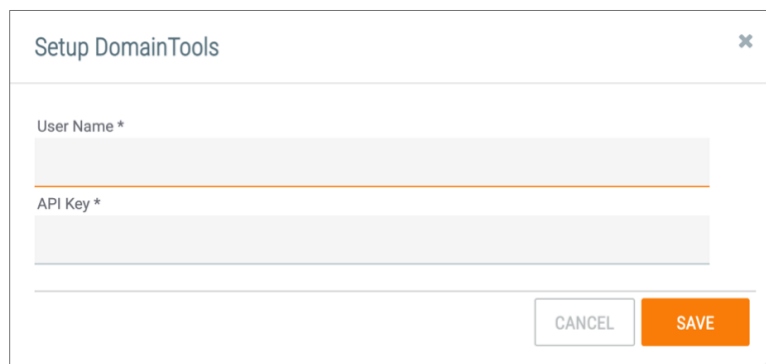 Setup DomainTools
User Name *
API Key *
CANCEL
SAVE